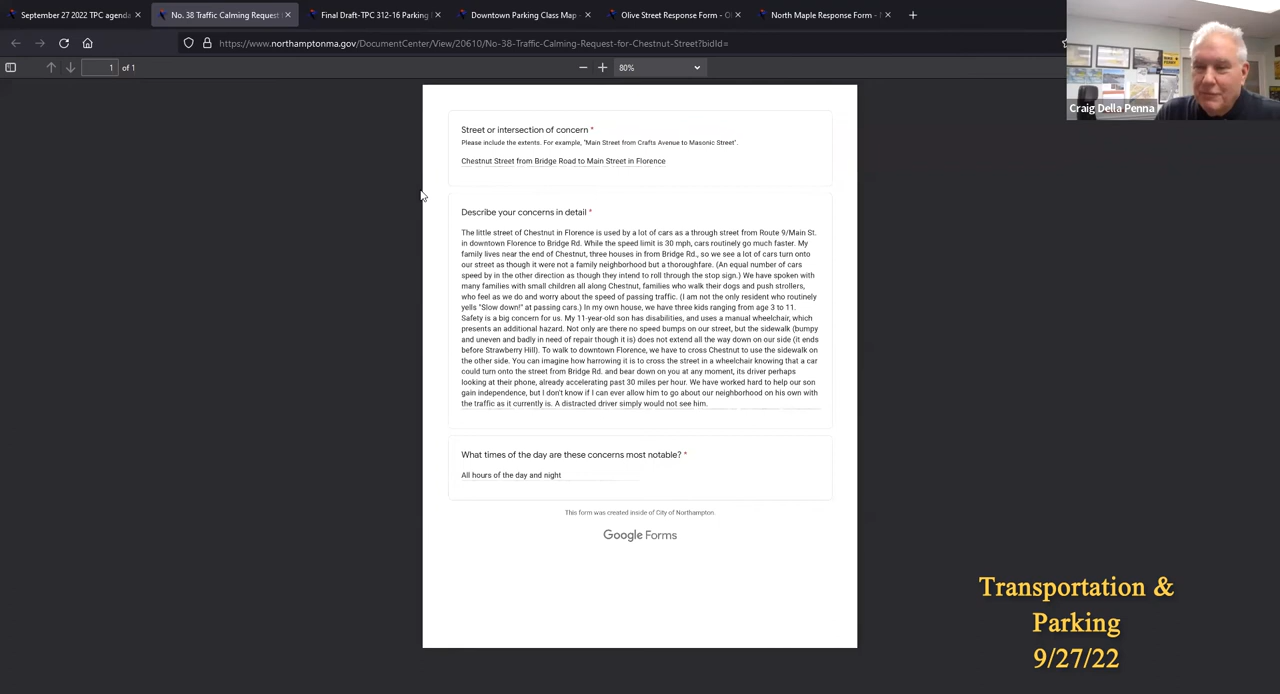 September 27 2022 TPC agenda
No. 38 Traffic Calming Request
Final Draft-TPC 312-16 Parking
Downtown Parking Class Map -
Olive Street Response Form - Ol
North Maple Response Form -
https://www.northamptonma.gov/DocumentCenter/View/20610/No-38-Traffic-Calming-Request-for-Chestnut-Street?bidId=
1 of 1
80%
Craig Della Penna
Street or intersection of concern *
Please include the extents. For example, "Main Street from Crafts Avenue to Masonic Street".
Chestnut Street from Bridge Road to Main Street in Florence
Describe your concerns in detail *
The little street of Chestnut in Florence is used by a lot of cars as a through street from Route 9/Main St.
in downtown Florence to Bridge Rd. While the speed limit is 30 mph, cars routinely go much faster. My
family lives near the end of Chestnut, three houses in from Bridge Rd., so we see a lot of cars turn onto
our street as though it were not a family neighborhood but a thoroughfare. (An equal number of cars
speed by in the other direction as though they intend to roll through the stop sign.) We have spoken with
many families with small children all along Chestnut, families who walk their dogs and push strollers,
who feel as we do and worry about the speed of passing traffic. (I am not the only resident who routinely
yells "Slow down!" at passing cars.) In my own house, we have three kids ranging from age 3 to 11.
Safety is a big concern for us. My 11-year-old son has disabilities, and uses a manual wheelchair, which
presents an additional hazard. Not only are there no speed bumps on our street, but the sidewalk (bumpy
and uneven and badly in need of repair though it is) does not extend all the way down on our side (it ends
before Strawberry Hill). To walk to downtown Florence, we have to cross Chestnut to use the sidewalk on
the other side. You can imagine how harrowing it is to cross the street in a wheelchair knowing that a car
could turn onto the street from Bridge Rd. and bear down on you at any moment, its driver perhaps
looking at their phone, already accelerating past 30 miles per hour. We have worked hard to help our son
gain independence, but I don't know if I can ever allow him to go about our neighborhood on his own with
the traffic as it currently is. A distracted driver simply would not see him.
What times of the day are these concerns most notable? *
All hours of the day and night
This form was created inside of City of Northampton.
Google Forms
Transportation &
Parking
9/27/22